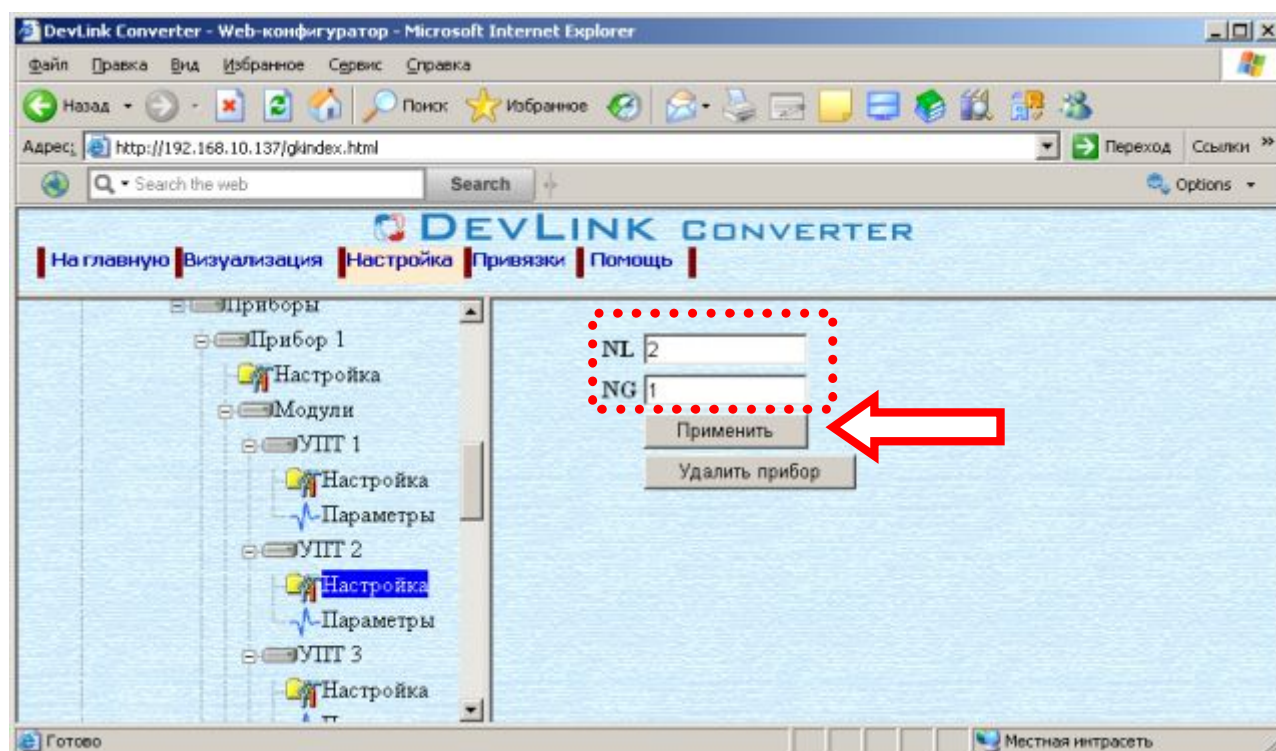 DevLink Converter - Web-конфигуратор - Microsoft Internet Explorer
Файл Правка Вид Избранное Сервис Справка
Назад Поиск Избранное
Адрес: http://192.168.10.137/gkindex.html Переход Ссылки »
Search the web Search Options
DEVLINK CONVERTER
На главную Визуализация Настройка Привязки Помощь
Приборы
Прибор 1
NL 2
Настройка
NG 1
Модули
Применить
УПТ 1
Удалить прибор
Настройка
Параметры
УПТ 2
Настройка
Параметры
УПТ 3
Настройка
Готово Местная интрасеть